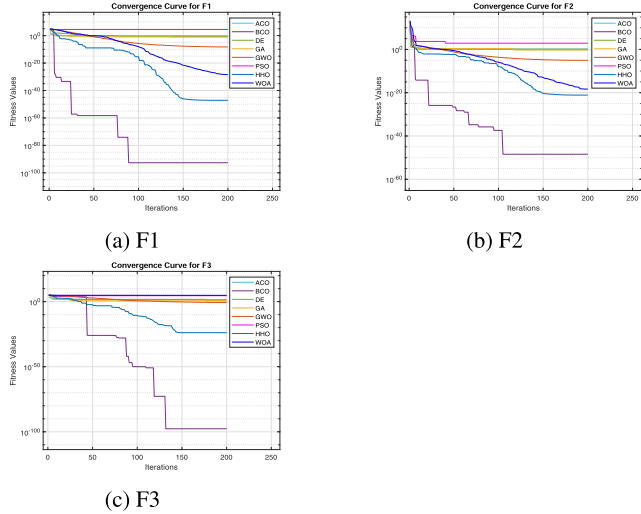 Convergence Curve for F1
Fitness Values
10^0
10^-20
10^-40
10^-60
10^-80
10^-100
0 50 100 150 200 250
Iterations
ACO
BCO
DE
GA
GWO
PSO
HHO
WOA
(a) F1
Convergence Curve for F2
Fitness Values
10^0
10^-20
10^-40
10^-60
0 50 100 150 200 250
Iterations
ACO
BCO
DE
GA
GWO
PSO
HHO
WOA
(b) F2
Convergence Curve for F3
Fitness Values
10^0
10^-50
10^-100
0 50 100 150 200 250
Iterations
ACO
BCO
DE
GA
GWO
PSO
HHO
WOA
(c) F3